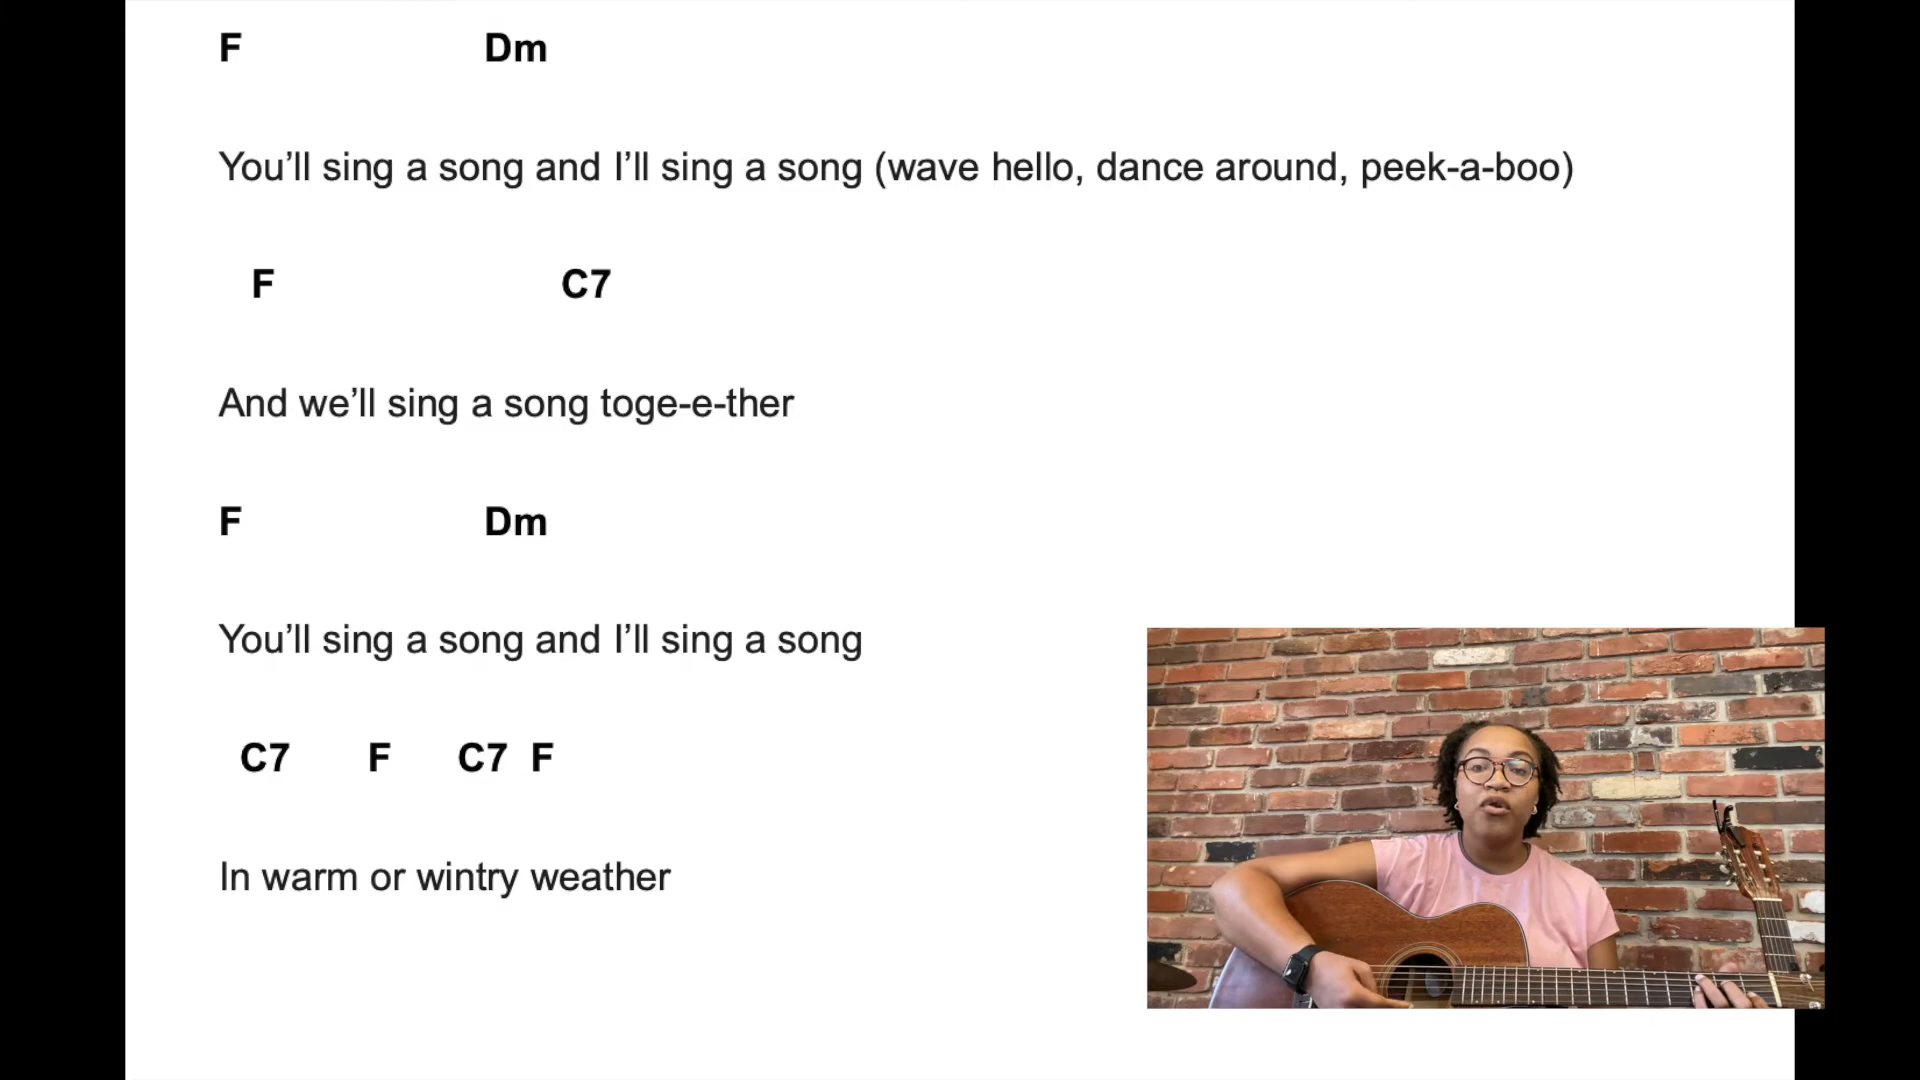 F Dm
You’ll sing a song and I’ll sing a song (wave hello, dance around, peek-a-boo)
F C7
And we’ll sing a song toge-e-ther
F Dm
You’ll sing a song and I’ll sing a song
C7 F C7 F
In warm or wintry weather